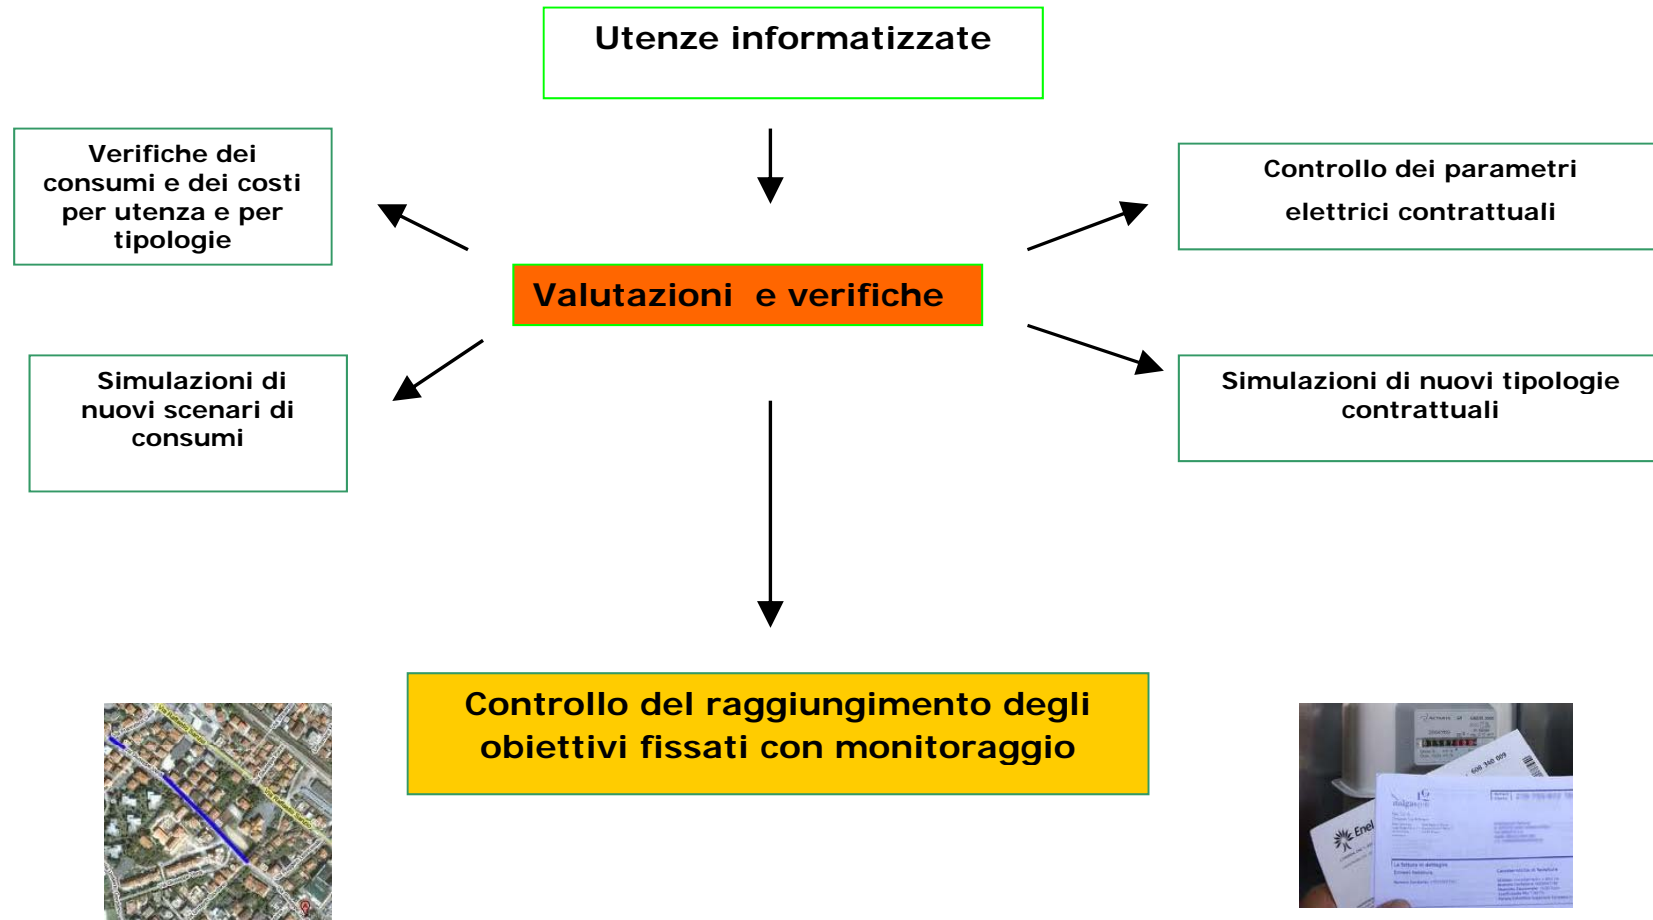 Utenze informatizzate
Verifiche dei
consumi e dei costi
per utenza e per
tipologie
Controllo dei parametri
elettrici contrattuali
Valutazioni e verifiche
Simulazioni di
nuovi scenari di
consumi
Simulazioni di nuovi tipologie
contrattuali
Controllo del raggiungimento degli
obiettivi fissati con monitoraggio
Enel